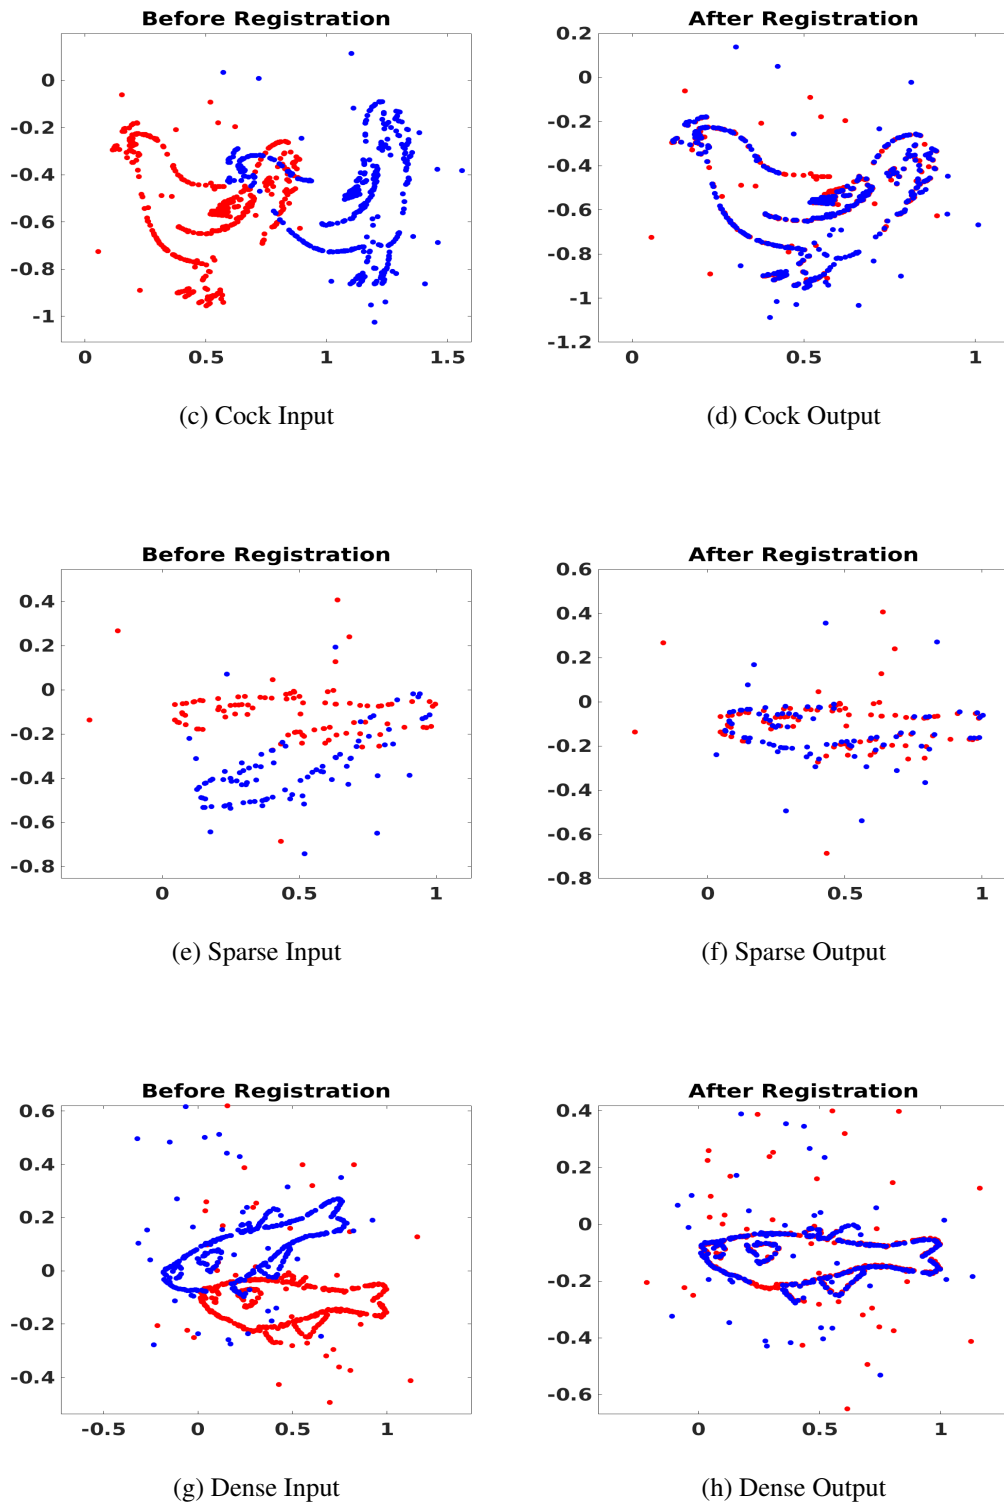 Before Registration After Registration
0.2
0 0
-0.2 -0.2
-0.4 -0.4
-0.6 -0.6
-0.8 -0.8
-1 -1
-1.2
0 0.5 1 1.5 0 0.5 1
(c) Cock Input (d) Cock Output
Before Registration After Registration
0.6
0.4 0.4
0.2 0.2
0 0
-0.2 -0.2
-0.4 -0.4
-0.6 -0.6
-0.8 -0.8
0 0.5 1 0 0.5 1
(e) Sparse Input (f) Sparse Output
Before Registration After Registration
0.6 0.4
0.4 0.2
0.2 0
0 -0.2
-0.2 -0.4
-0.4 -0.6
-0.5 0 0.5 1 0 0.5 1
(g) Dense Input (h) Dense Output